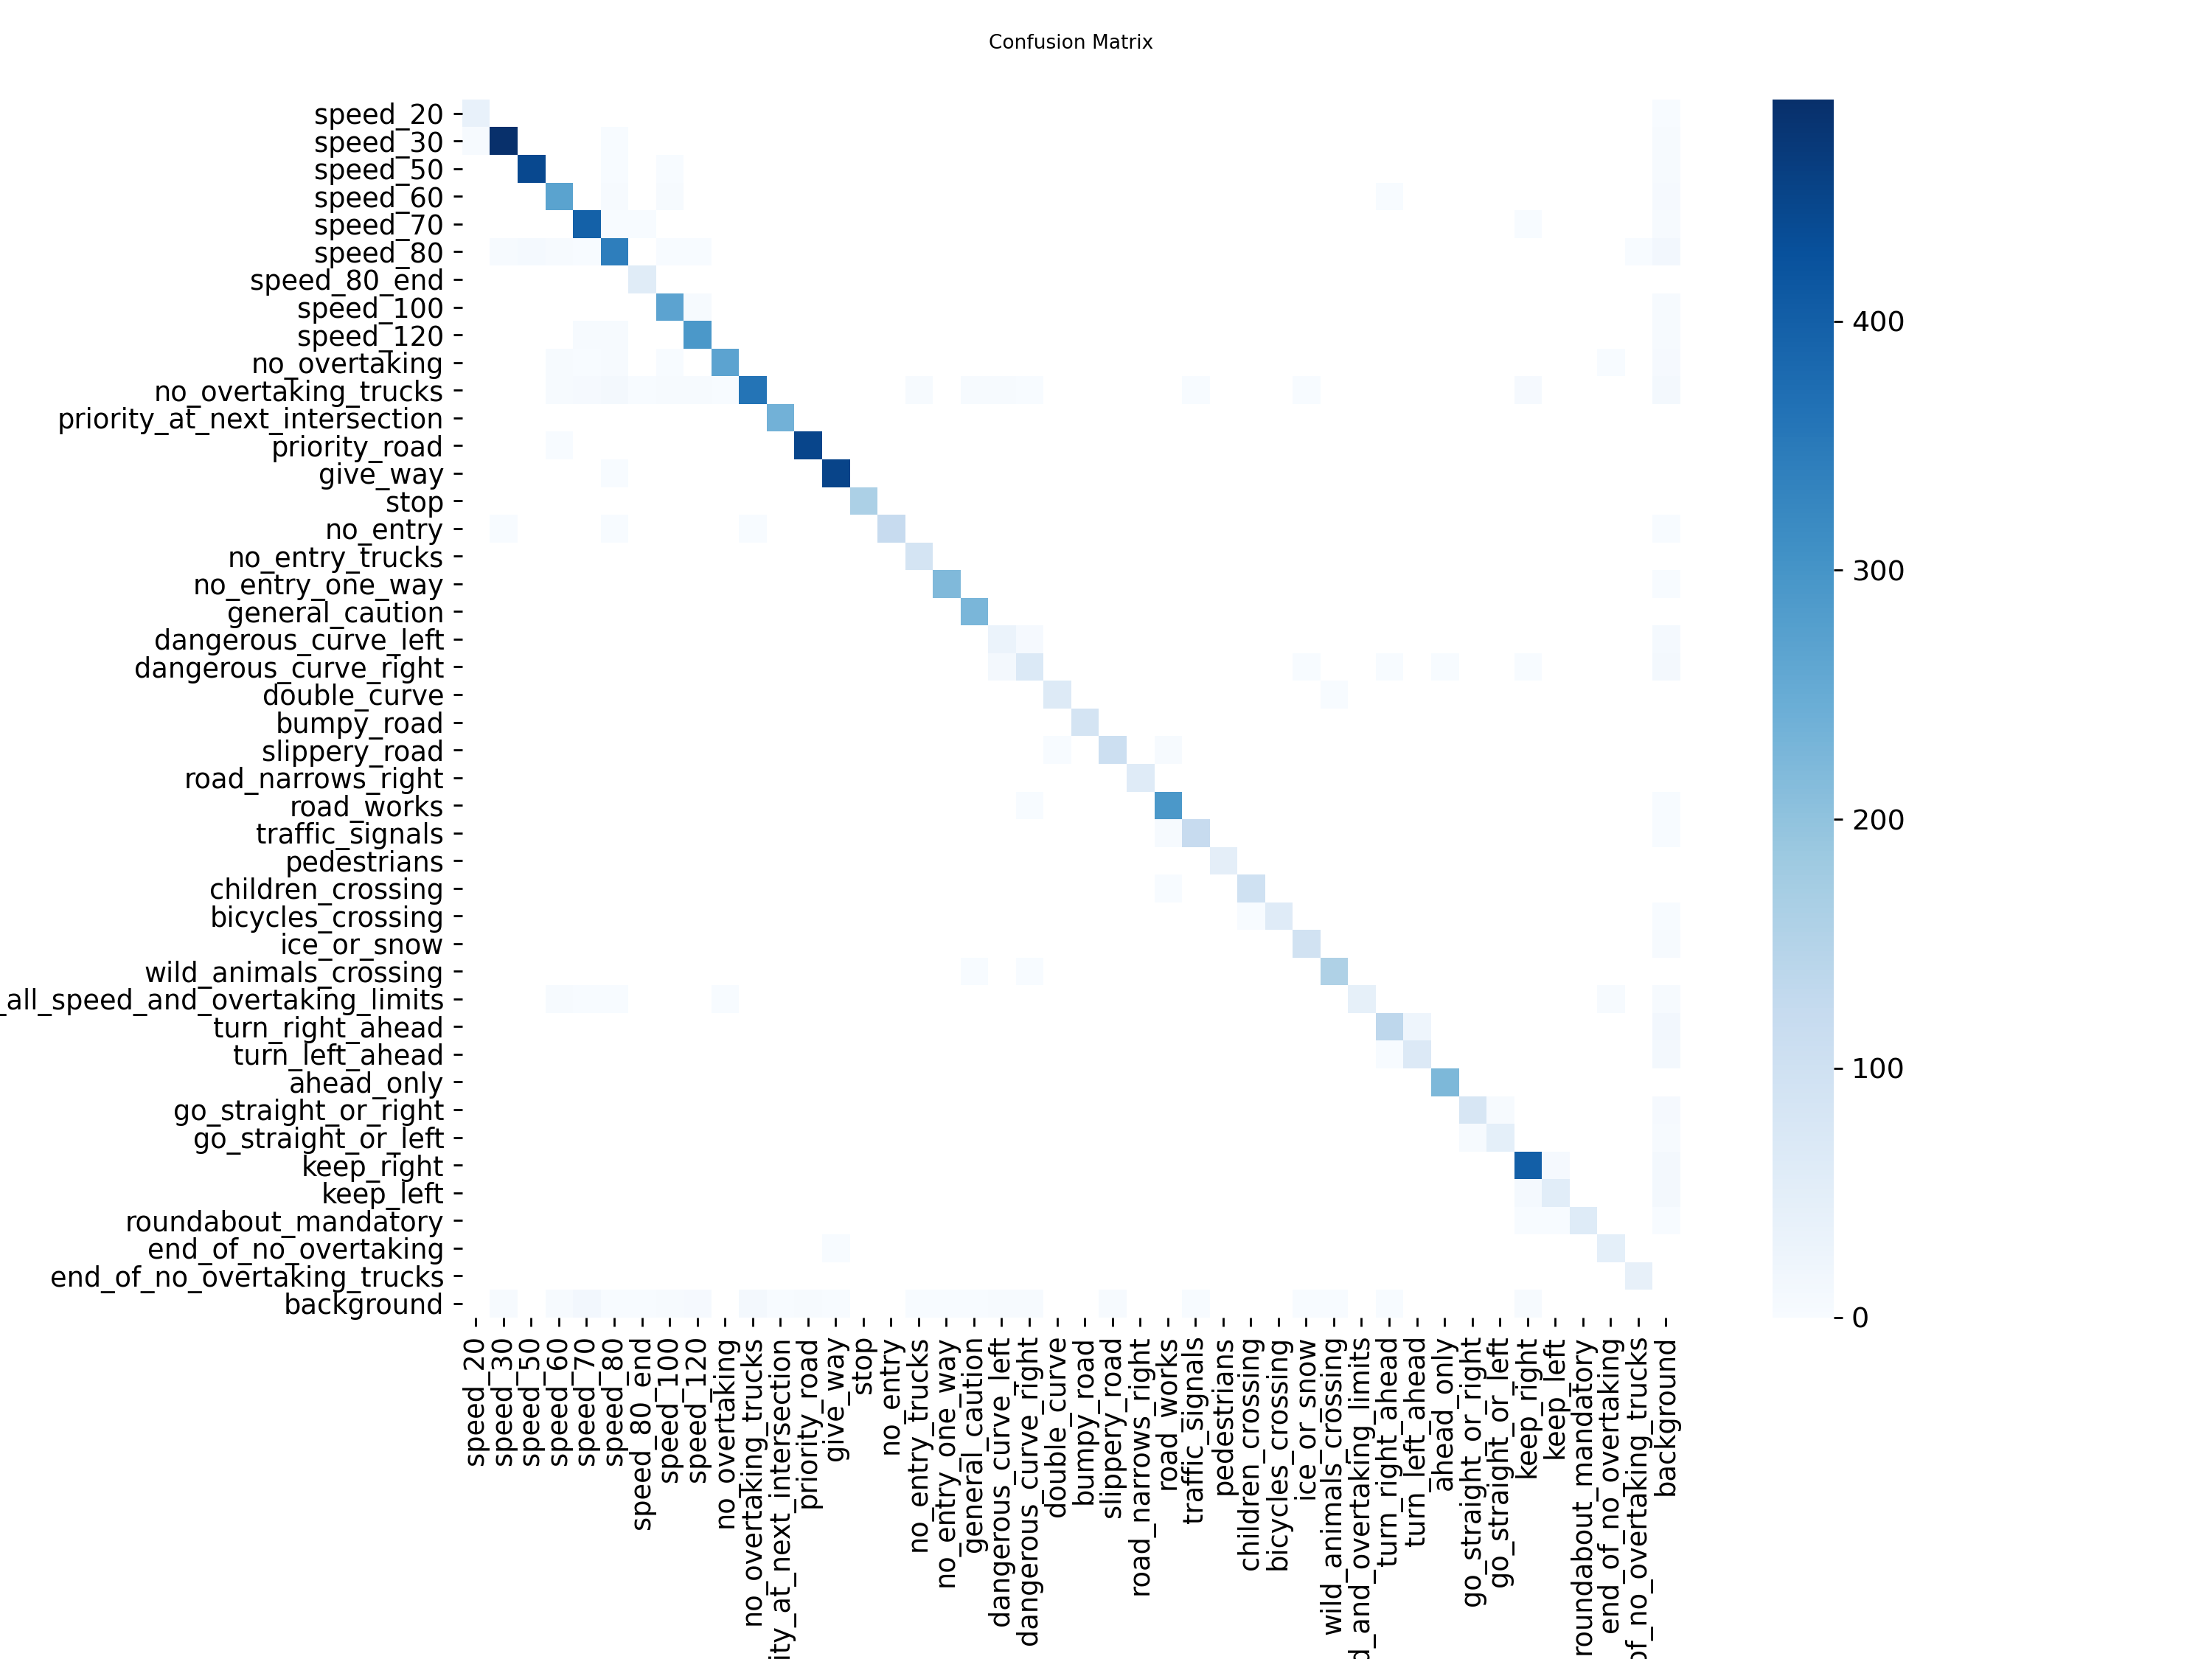 Confusion Matrix
speed_20
speed_30
speed_50
speed_60
speed_70
speed_80
speed_80_end
speed_100
speed_120
no_overtaking
no_overtaking_trucks
priority_at_next_intersection
priority_road
give_way
stop
no_entry
no_entry_trucks
no_entry_one_way
general_caution
dangerous_curve_left
dangerous_curve_right
double_curve
bumpy_road
slippery_road
road_narrows_right
road_works
traffic_signals
pedestrians
children_crossing
bicycles_crossing
ice_or_snow
wild_animals_crossing
_all_speed_and_overtaking_limits
turn_right_ahead
turn_left_ahead
ahead_only
go_straight_or_right
go_straight_or_left
keep_right
keep_left
roundabout_mandatory
end_of_no_overtaking
end_of_no_overtaking_trucks
background
speed_20
speed_30
speed_50
speed_60
speed_70
speed_80
speed_80_end
speed_100
speed_120
no_overtaking
no_overtaking_trucks
ity_at_next_intersection
priority_road
give_way
stop
no_entry
no_entry_trucks
no_entry_one_way
general_caution
dangerous_curve_left
dangerous_curve_right
double_curve
bumpy_road
slippery_road
road_narrows_right
road_works
traffic_signals
pedestrians
children_crossing
bicycles_crossing
ice_or_snow
wild_animals_crossing
d_and_overtaking_limits
turn_right_ahead
turn_left_ahead
ahead_only
go_straight_or_right
go_straight_or_left
keep_right
keep_left
roundabout_mandatory
end_of_no_overtaking
of_no_overtaking_trucks
background
400
300
200
100
0